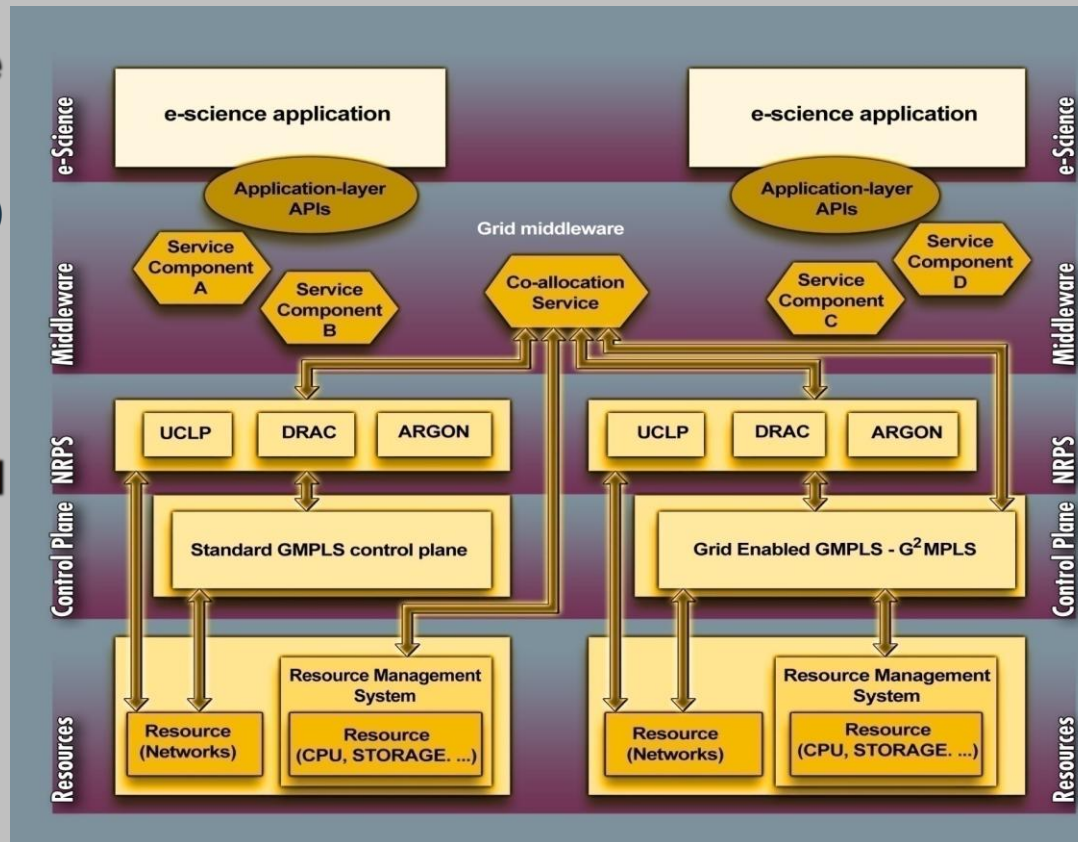 e-Science
e-science application
e-science application
e-Science
Application-layer
APIs
Application-layer
APIs
Middleware
Grid middleware
Middleware
Service
Component
A
Service
Component
B
Co-allocation
Service
Service
Component
C
Service
Component
D
NRPS
UCLP
DRAC
ARGON
UCLP
DRAC
ARGON
NRPS
Control Plane
Standard GMPLS control plane
Grid Enabled GMPLS - G²MPLS
Control Plane
Resources
Resource Management
System
Resource
(Networks)
Resource
(CPU, STORAGE. ...)
Resource Management
System
Resource
(Networks)
Resource
(CPU, STORAGE. ...)
Resources